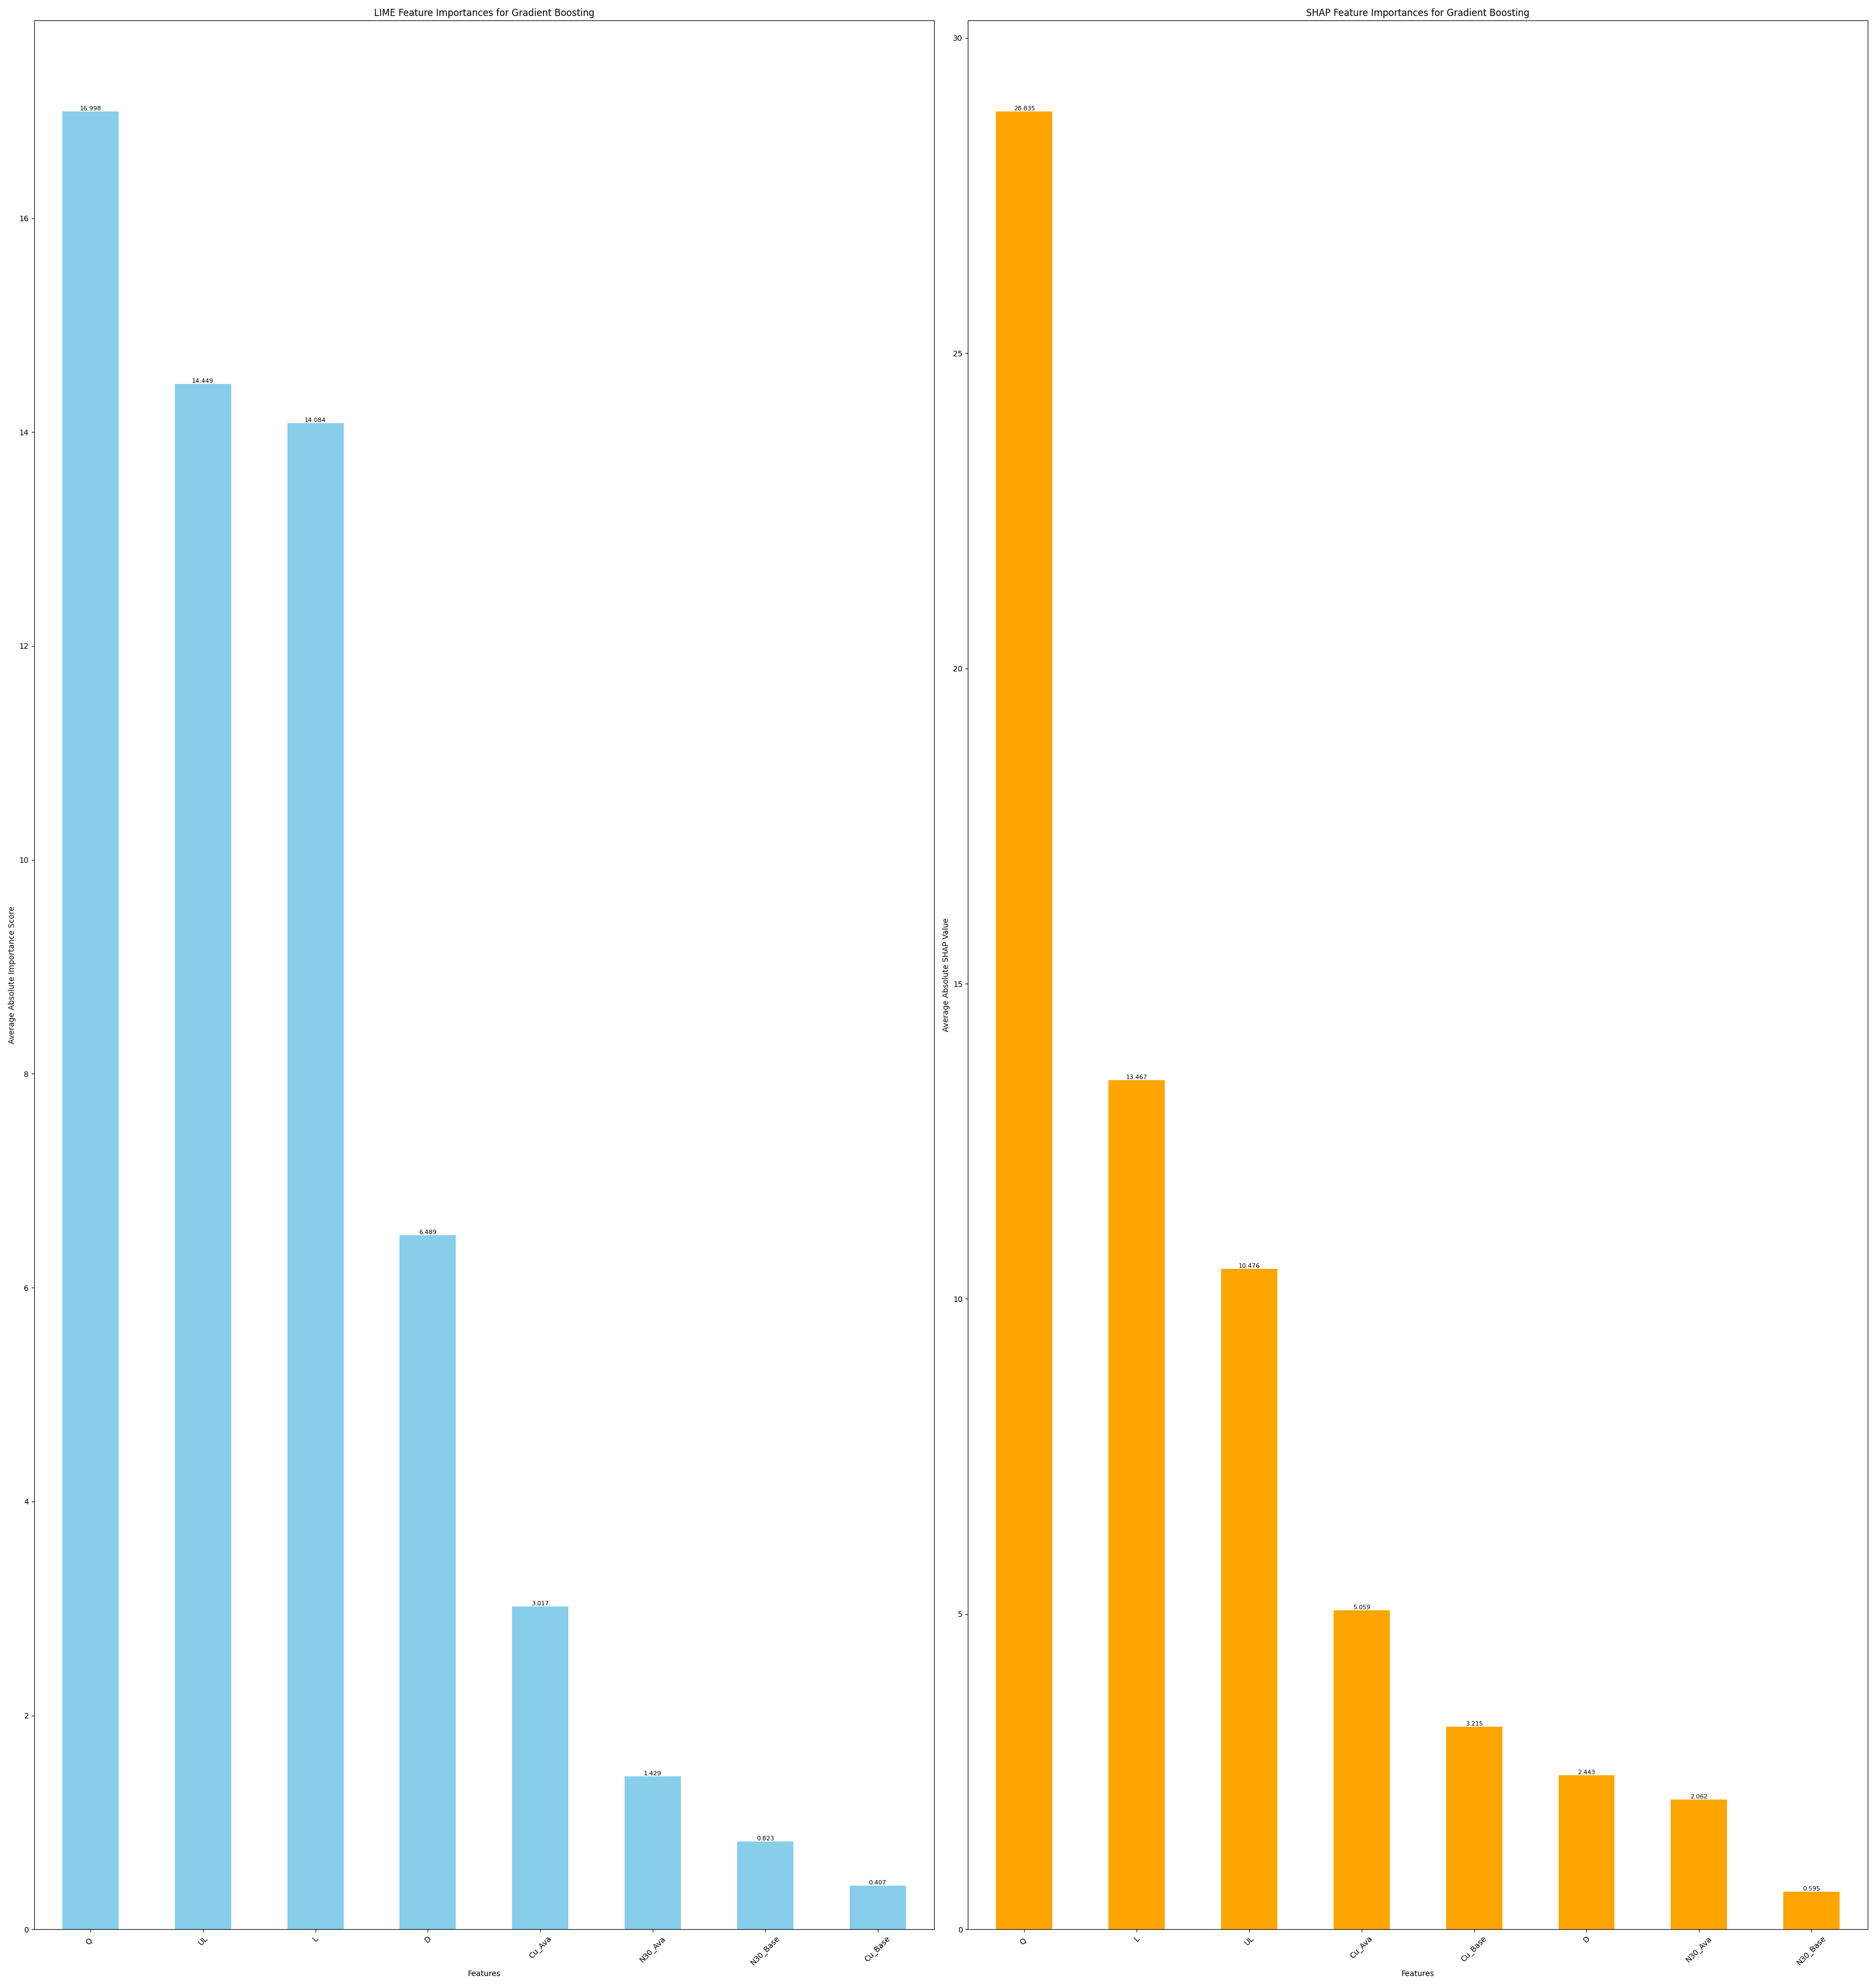 LIME Feature Importances for Gradient Boosting
Average Absolute Importance Score
16
14
12
10
8
6
4
2
0
16.998
14.449
14.084
6.489
3.017
1.429
0.823
0.407
Q
UL
L
D
Cu_Ava
N30_Ava
N30_Base
Cu_Base
Features
SHAP Feature Importances for Gradient Boosting
Average Absolute SHAP Value
30
25
20
15
10
5
0
28.835
13.467
10.476
5.059
3.215
2.443
2.062
0.595
Q
L
UL
Cu_Ava
Cu_Base
D
N30_Ava
N30_Base
Features